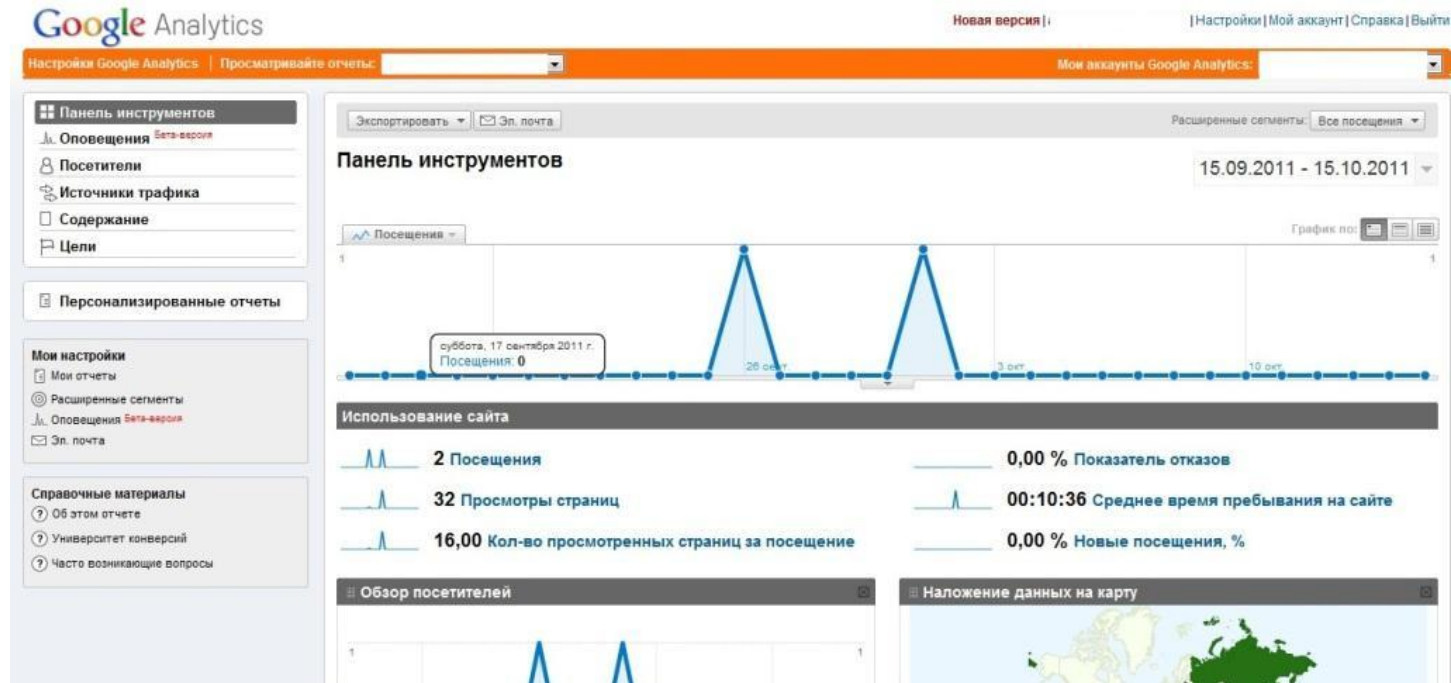 Google Analytics
Новая версия | Настройки | Мой аккаунт | Справка | Выйти
Настройки Google Analytics | Просматривайте отчеты: Мои аккаунты Google Analytics:
Панель инструментов
Оповещения Бета-версия
Посетители
Источники трафика
Содержание
Цели
Персонализированные отчеты
Мои настройки
Мои отчеты
Расширенные сегменты
Оповещения Бета-версия
Эл. почта
Справочные материалы
Об этом отчете
Университет конверсий
Часто возникающие вопросы
Экспортировать Эл. почта Расширенные сегменты: Все посещения
Панель инструментов
15.09.2011 - 15.10.2011
Посещения График по:
1 1
суббота, 17 сентября 2011 г.
Посещения: 0
26 сент 3 окт 10 окт
Использование сайта
2 Посещения
0,00 % Показатель отказов
32 Просмотры страниц
00:10:36 Среднее время пребывания на сайте
16,00 Кол-во просмотренных страниц за посещение
0,00 % Новые посещения, %
Обзор посетителей
1 1
Наложение данных на карту